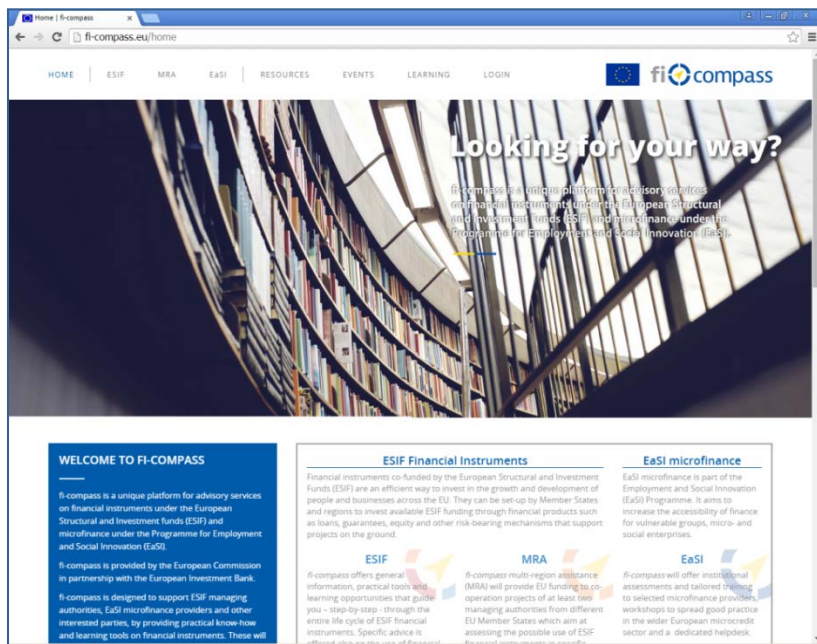 Home | fi-compass
fi-compass.eu/home
HOME
ESIF
MRA
EaSI
RESOURCES
EVENTS
LEARNING
LOGIN
fi compass
Looking for your way?
fi-compass is a unique platform for advisory services
on financial instruments under the European Structural
and Investment Funds (ESIF) and microfinance under the
Programme for Employment and Social Innovation (EaSI).
WELCOME TO FI-COMPASS
fi-compass is a unique platform for advisory services
on financial instruments under the European
Structural and Investment funds (ESIF) and
microfinance under the Programme for Employment
and Social Innovation (EaSI).
fi-compass is provided by the European Commission
in partnership with the European Investment Bank.
fi-compass is designed to support ESIF managing
authorities, EaSI microfinance providers and other
interested parties, by providing practical know-how
and learning tools on financial instruments. These will
ESIF Financial Instruments
Financial instruments co-funded by the European Structural and Investment
Funds (ESIF) are an efficient way to invest in the growth and development of
people and businesses across the EU. They can be set-up by Member States
and regions to invest available ESIF funding through financial products such
as loans, guarantees, equity and other risk-bearing mechanisms that support
projects on the ground.
EaSI microfinance
EaSI microfinance is part of the
Employment and Social Innovation
(EaSI) Programme. It aims to
increase the accessibility of finance
for vulnerable groups, micro- and
social enterprises.
ESIF
fi-compass offers general
information, practical tools and
learning opportunities that guide
you – step-by-step - through the
entire life cycle of ESIF financial
instruments. Specific advice is
offered also on the use of financial
MRA
fi-compass multi-region assistance
(MRA) will provide EU funding to co-
operation projects of at least two
managing authorities from different
EU Member States which aim at
assessing the possible use of ESIF
financial instruments in specific
EaSI
fi-compass will offer institutional
assessments and tailored training
to selected microfinance providers,
workshops to spread good practice
in the wider European microcredit
sector and a dedicated helpdesk.